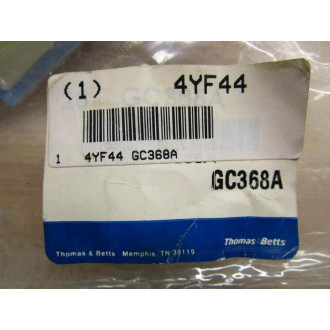 (1) 4YF44
1 4YF44 GC368A
GC368A
Thomas & Betts
Thomas & Betts Memphis, TN 38119